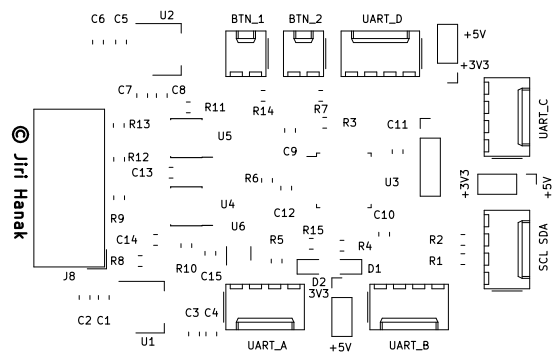 C6 C5
U2
BTN_1
BTN_2
UART_D
+5V
+3V3
C7
C8
R11
R14
R7
R13
U5
R3
C11
UART_C
© Jiri Hanak
R12
C9
C13
R6
U3
+3V3
+5V
R9
U4
C12
C10
C14
U6
R15
R2
SCL SDA
R8
R10
C15
R5
R4
R1
J8
D2
D1
3V3
C2 C1
U1
C3 C4
UART_A
+5V
UART_B